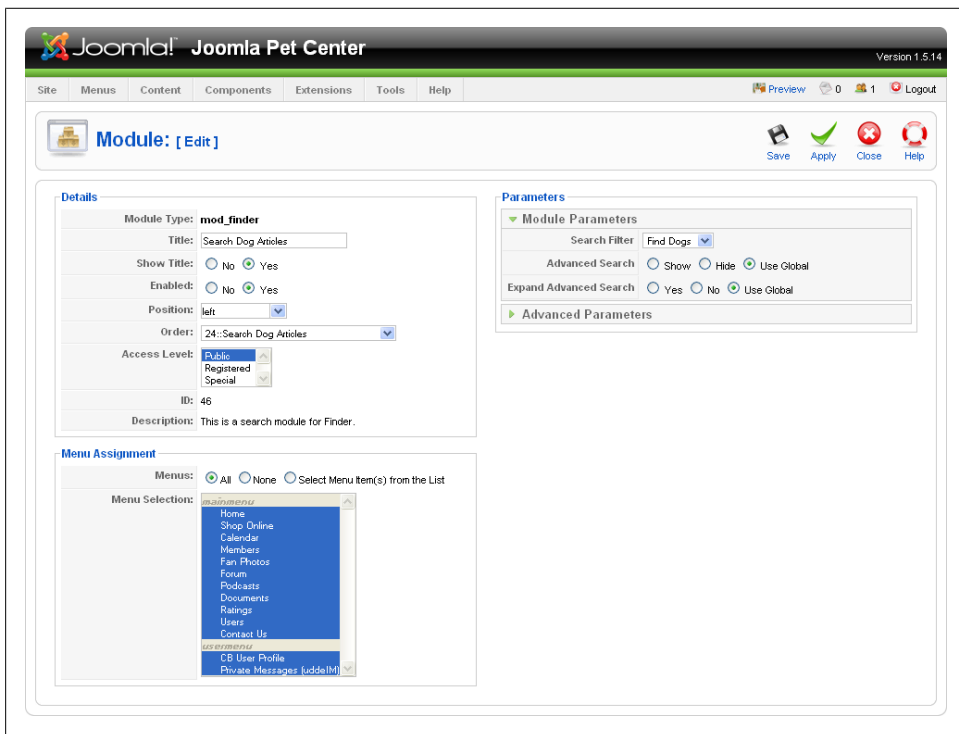 Joomla!™ Joomla Pet Center
Version 1.5.14
Site Menus Content Components Extensions Tools Help
Preview 0 1 Logout
Module: [ Edit ]
Save Apply Close Help
Details
Module Type: mod_finder
Title: Search Dog Articles
Show Title: No Yes
Enabled: No Yes
Position: left
Order: 24::Search Dog Articles
Access Level: Public
Registered
Special
ID: 46
Description: This is a search module for Finder.
Menu Assignment
Menus: All None Select Menu Item(s) from the List
Menu Selection: mainmenu
Home
Shop Online
Calendar
Members
Fan Photos
Forum
Podcasts
Documents
Ratings
Users
Contact Us
usermenu
CB User Profile
Private Messages (uddeIM)
Parameters
Module Parameters
Search Filter Find Dogs
Advanced Search Show Hide Use Global
Expand Advanced Search Yes No Use Global
Advanced Parameters